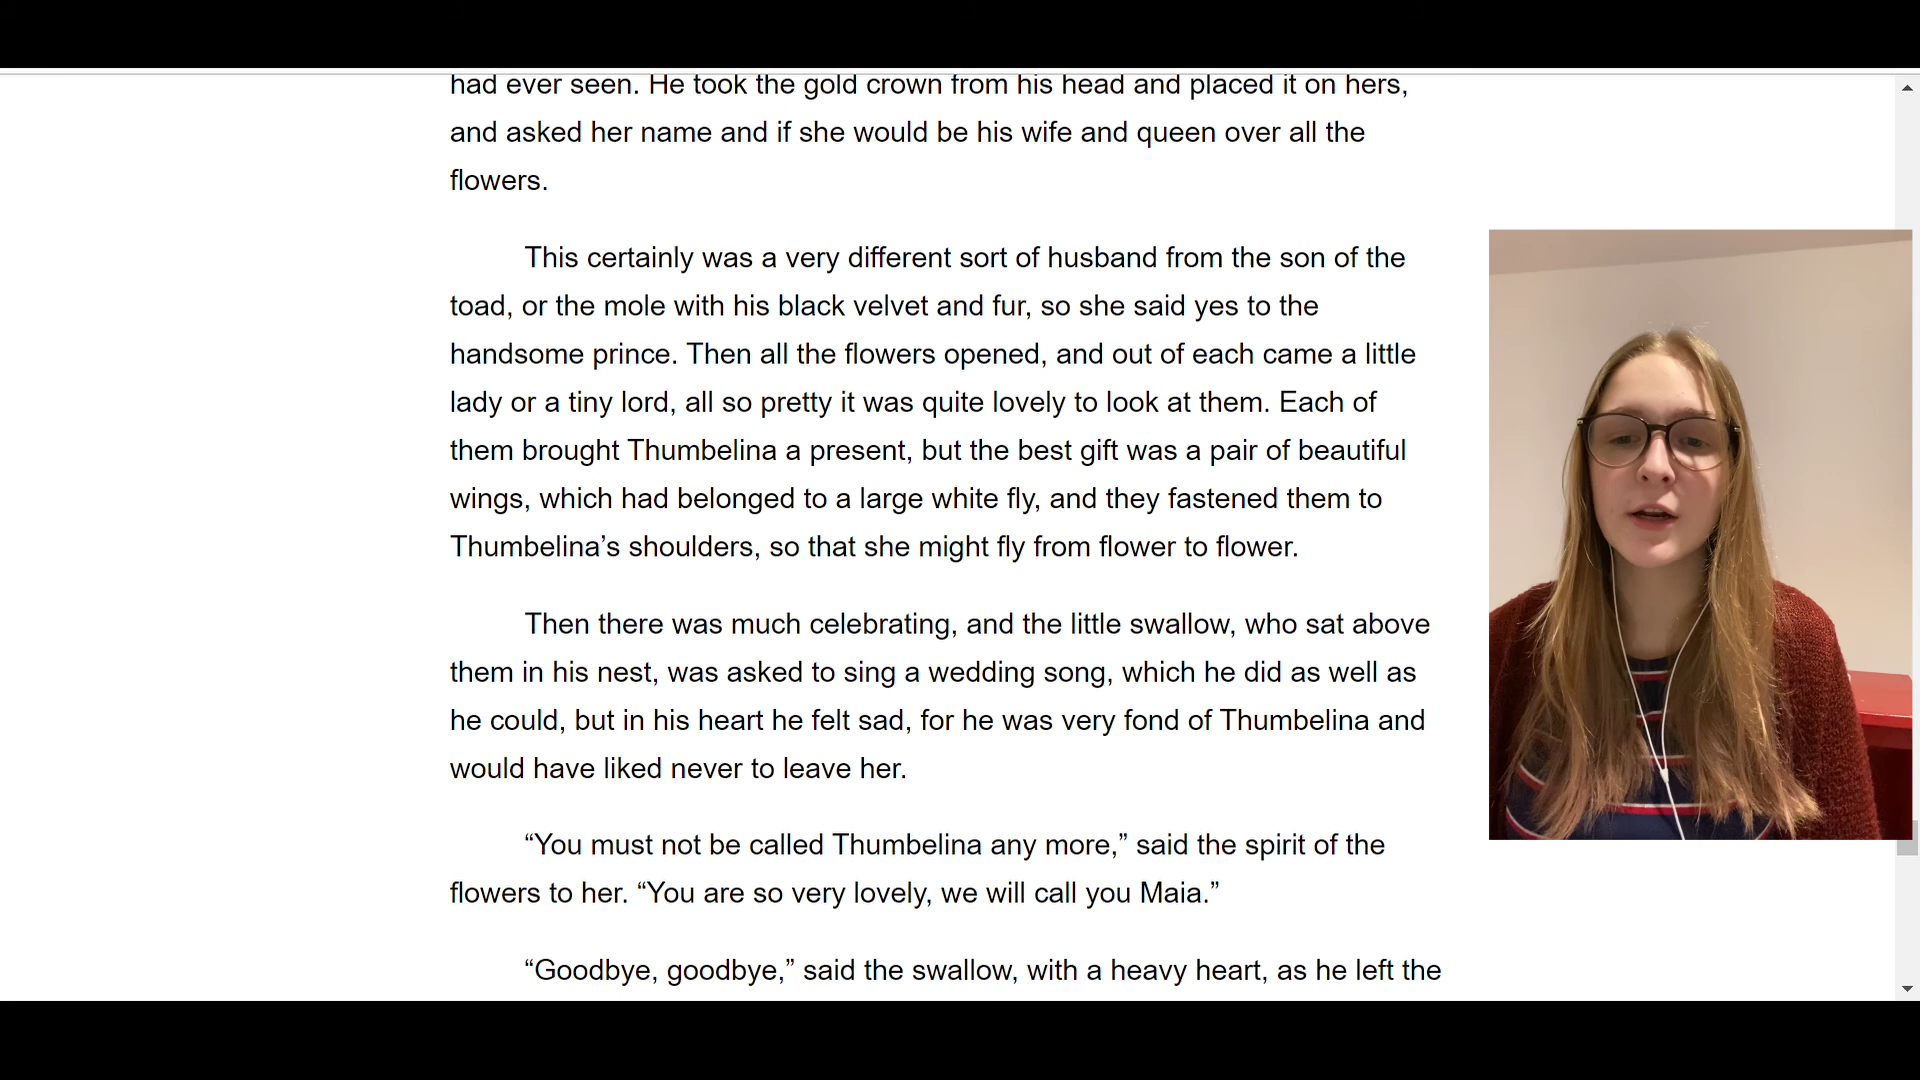 had ever seen. He took the gold crown from his head and placed it on hers,
and asked her name and if she would be his wife and queen over all the
flowers.
This certainly was a very different sort of husband from the son of the
toad, or the mole with his black velvet and fur, so she said yes to the
handsome prince. Then all the flowers opened, and out of each came a little
lady or a tiny lord, all so pretty it was quite lovely to look at them. Each of
them brought Thumbelina a present, but the best gift was a pair of beautiful
wings, which had belonged to a large white fly, and they fastened them to
Thumbelina’s shoulders, so that she might fly from flower to flower.
Then there was much celebrating, and the little swallow, who sat above
them in his nest, was asked to sing a wedding song, which he did as well as
he could, but in his heart he felt sad, for he was very fond of Thumbelina and
would have liked never to leave her.
“You must not be called Thumbelina any more,” said the spirit of the
flowers to her. “You are so very lovely, we will call you Maia.”
“Goodbye, goodbye,” said the swallow, with a heavy heart, as he left the